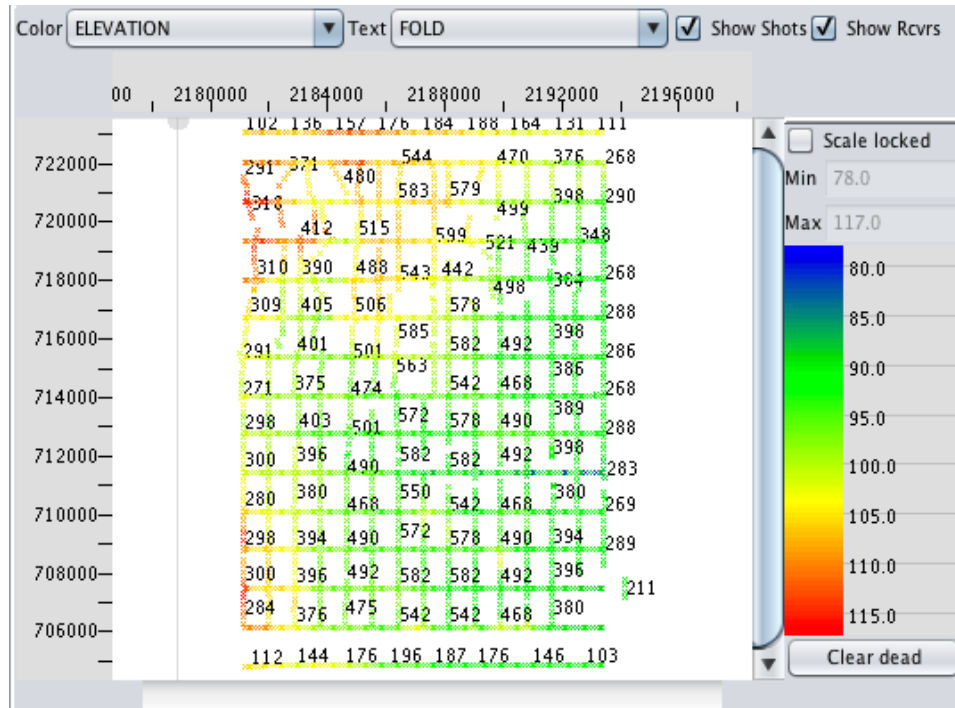 Color ELEVATION Text FOLD Show Shots Show Rcvrs
00 2180000 2184000 2188000 2192000 2196000
102 136 157 176 184 188 164 131 111
Scale locked
722000 291 371 480 544 470 376 268
Min 78.0
318 583 579 499 398 290
720000
Max 117.0
412 515 599 521 439 348
718000 310 390 488 543 442 498 384 268
80.0
309 405 506 578 288
85.0
716000 291 401 501 585 582 492 398 286
563 386
90.0
714000 271 375 474 542 468 268
95.0
298 403 501 572 578 490 389 288
712000 300 396 490 582 582 492 398 283
100.0
710000 280 380 468 550 542 468 380 269
105.0
298 394 490 572 578 490 394 289
708000 300 396 492 582 582 492 396 211
110.0
706000 284 376 475 542 542 468 380
115.0
112 144 176 196 187 176 146 103
Clear dead